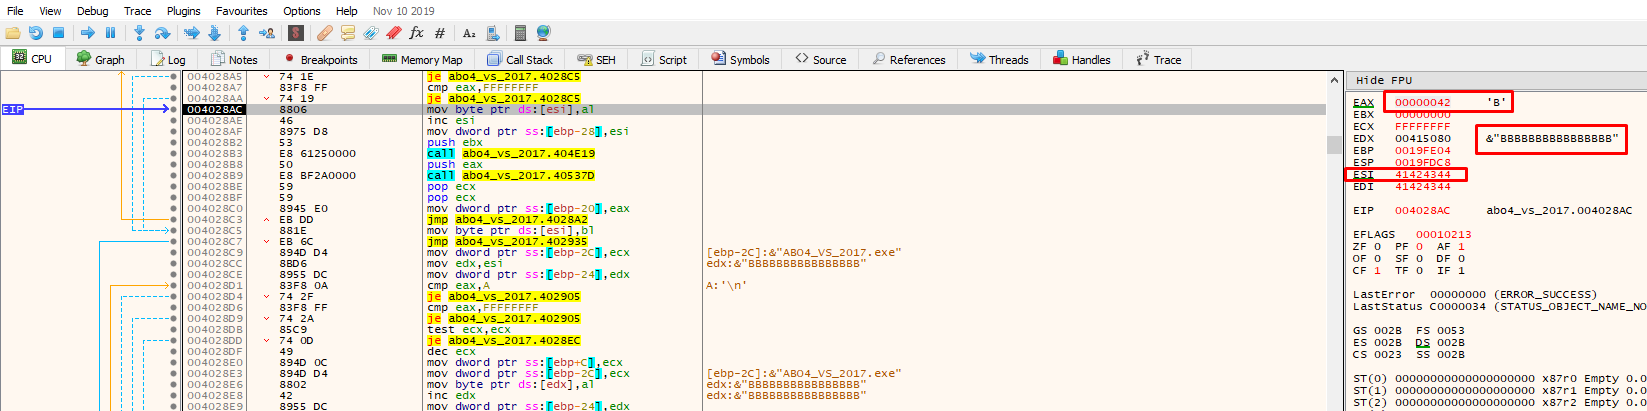 File View Debug Trace Plugins Favourites Options Help Nov 10 2019
CPU Graph Log Notes Breakpoints Memory Map Call Stack SEH Script Symbols Source References Threads Handles Trace
004028A5 74 1E je abo4_vs_2017.4028C5
004028A7 83F8 FF cmp eax,FFFFFFFF
004028AA 74 19 je abo4_vs_2017.4028C5
EIP 004028AC 8806 mov byte ptr ds:[esi],al
004028AE 46 inc esi
004028AF 8975 D8 mov dword ptr ss:[ebp-28],esi
004028B2 53 push ebx
004028B3 E8 61250000 call abo4_vs_2017.404E19
004028B8 50 push eax
004028B9 E8 BF2A0000 call abo4_vs_2017.40537D
004028BE 59 pop ecx
004028BF 59 pop ecx
004028C0 8945 E0 mov dword ptr ss:[ebp-20],eax
004028C3 EB DD jmp abo4_vs_2017.4028A2
004028C5 881E mov byte ptr ds:[esi],bl
004028C7 EB 6C jmp abo4_vs_2017.402935
004028C9 894D D4 mov dword ptr ss:[ebp-2C],ecx [ebp-2C]:&"ABO4_VS_2017.exe"
004028CC 8BD6 mov edx,esi edx:&"BBBBBBBBBBBBBBBB"
004028CE 8955 DC mov dword ptr ss:[ebp-24],edx
004028D1 83F8 0A cmp eax,A A:'\n'
004028D4 74 2F je abo4_vs_2017.402905
004028D6 83F8 FF cmp eax,FFFFFFFF
004028D9 74 2A je abo4_vs_2017.402905
004028DB 85C9 test ecx,ecx
004028DD 74 0D je abo4_vs_2017.4028EC
004028DF 49 dec ecx
004028E0 894D 0C mov dword ptr ss:[ebp+C],ecx
004028E3 894D D4 mov dword ptr ss:[ebp-2C],ecx [ebp-2C]:&"ABO4_VS_2017.exe"
004028E6 8802 mov byte ptr ds:[edx],al edx:&"BBBBBBBBBBBBBBBB"
004028E8 42 inc edx edx:&"BBBBBBBBBBBBBBBB"
004028E9 8955 DC mov dword ptr ss:[ebp-24],edx
Hide FPU
EAX 00000042 'B'
EBX 00000000
ECX FFFFFFFF
EDX 00415080 &"BBBBBBBBBBBBBBBB"
EBP 0019FE04
ESP 0019FDC8
ESI 41424344
EDI 41424344
EIP 004028AC abo4_vs_2017.004028AC
EFLAGS 00010213
ZF 0 PF 0 AF 1
OF 0 SF 0 DF 0
CF 1 TF 0 IF 1
LastError 00000000 (ERROR_SUCCESS)
LastStatus C0000034 (STATUS_OBJECT_NAME_NO
GS 002B FS 0053
ES 002B DS 002B
CS 0023 SS 002B
ST(0) 00000000000000000000 x87r0 Empty 0.0
ST(1) 00000000000000000000 x87r1 Empty 0.0
ST(2) 00000000000000000000 x87r2 Empty 0.0